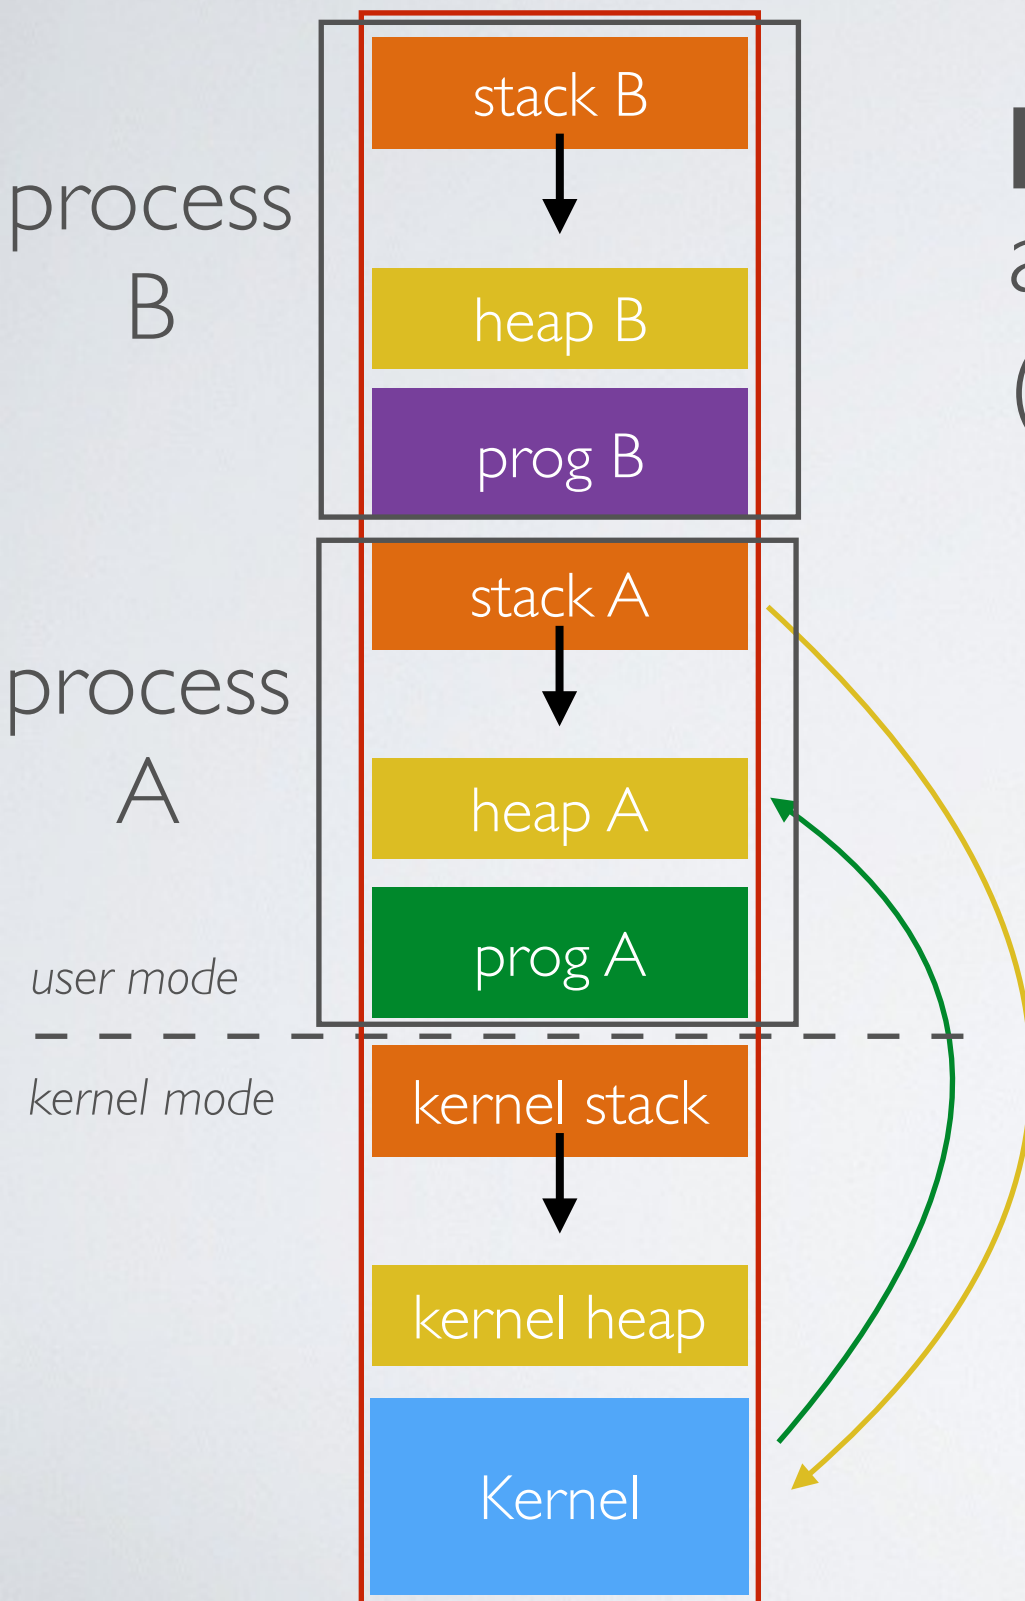 stack B
process
B
heap B
prog B
stack A
process
A
heap A
prog A
user mode
kernel mode
kernel stack
kernel heap
Kernel